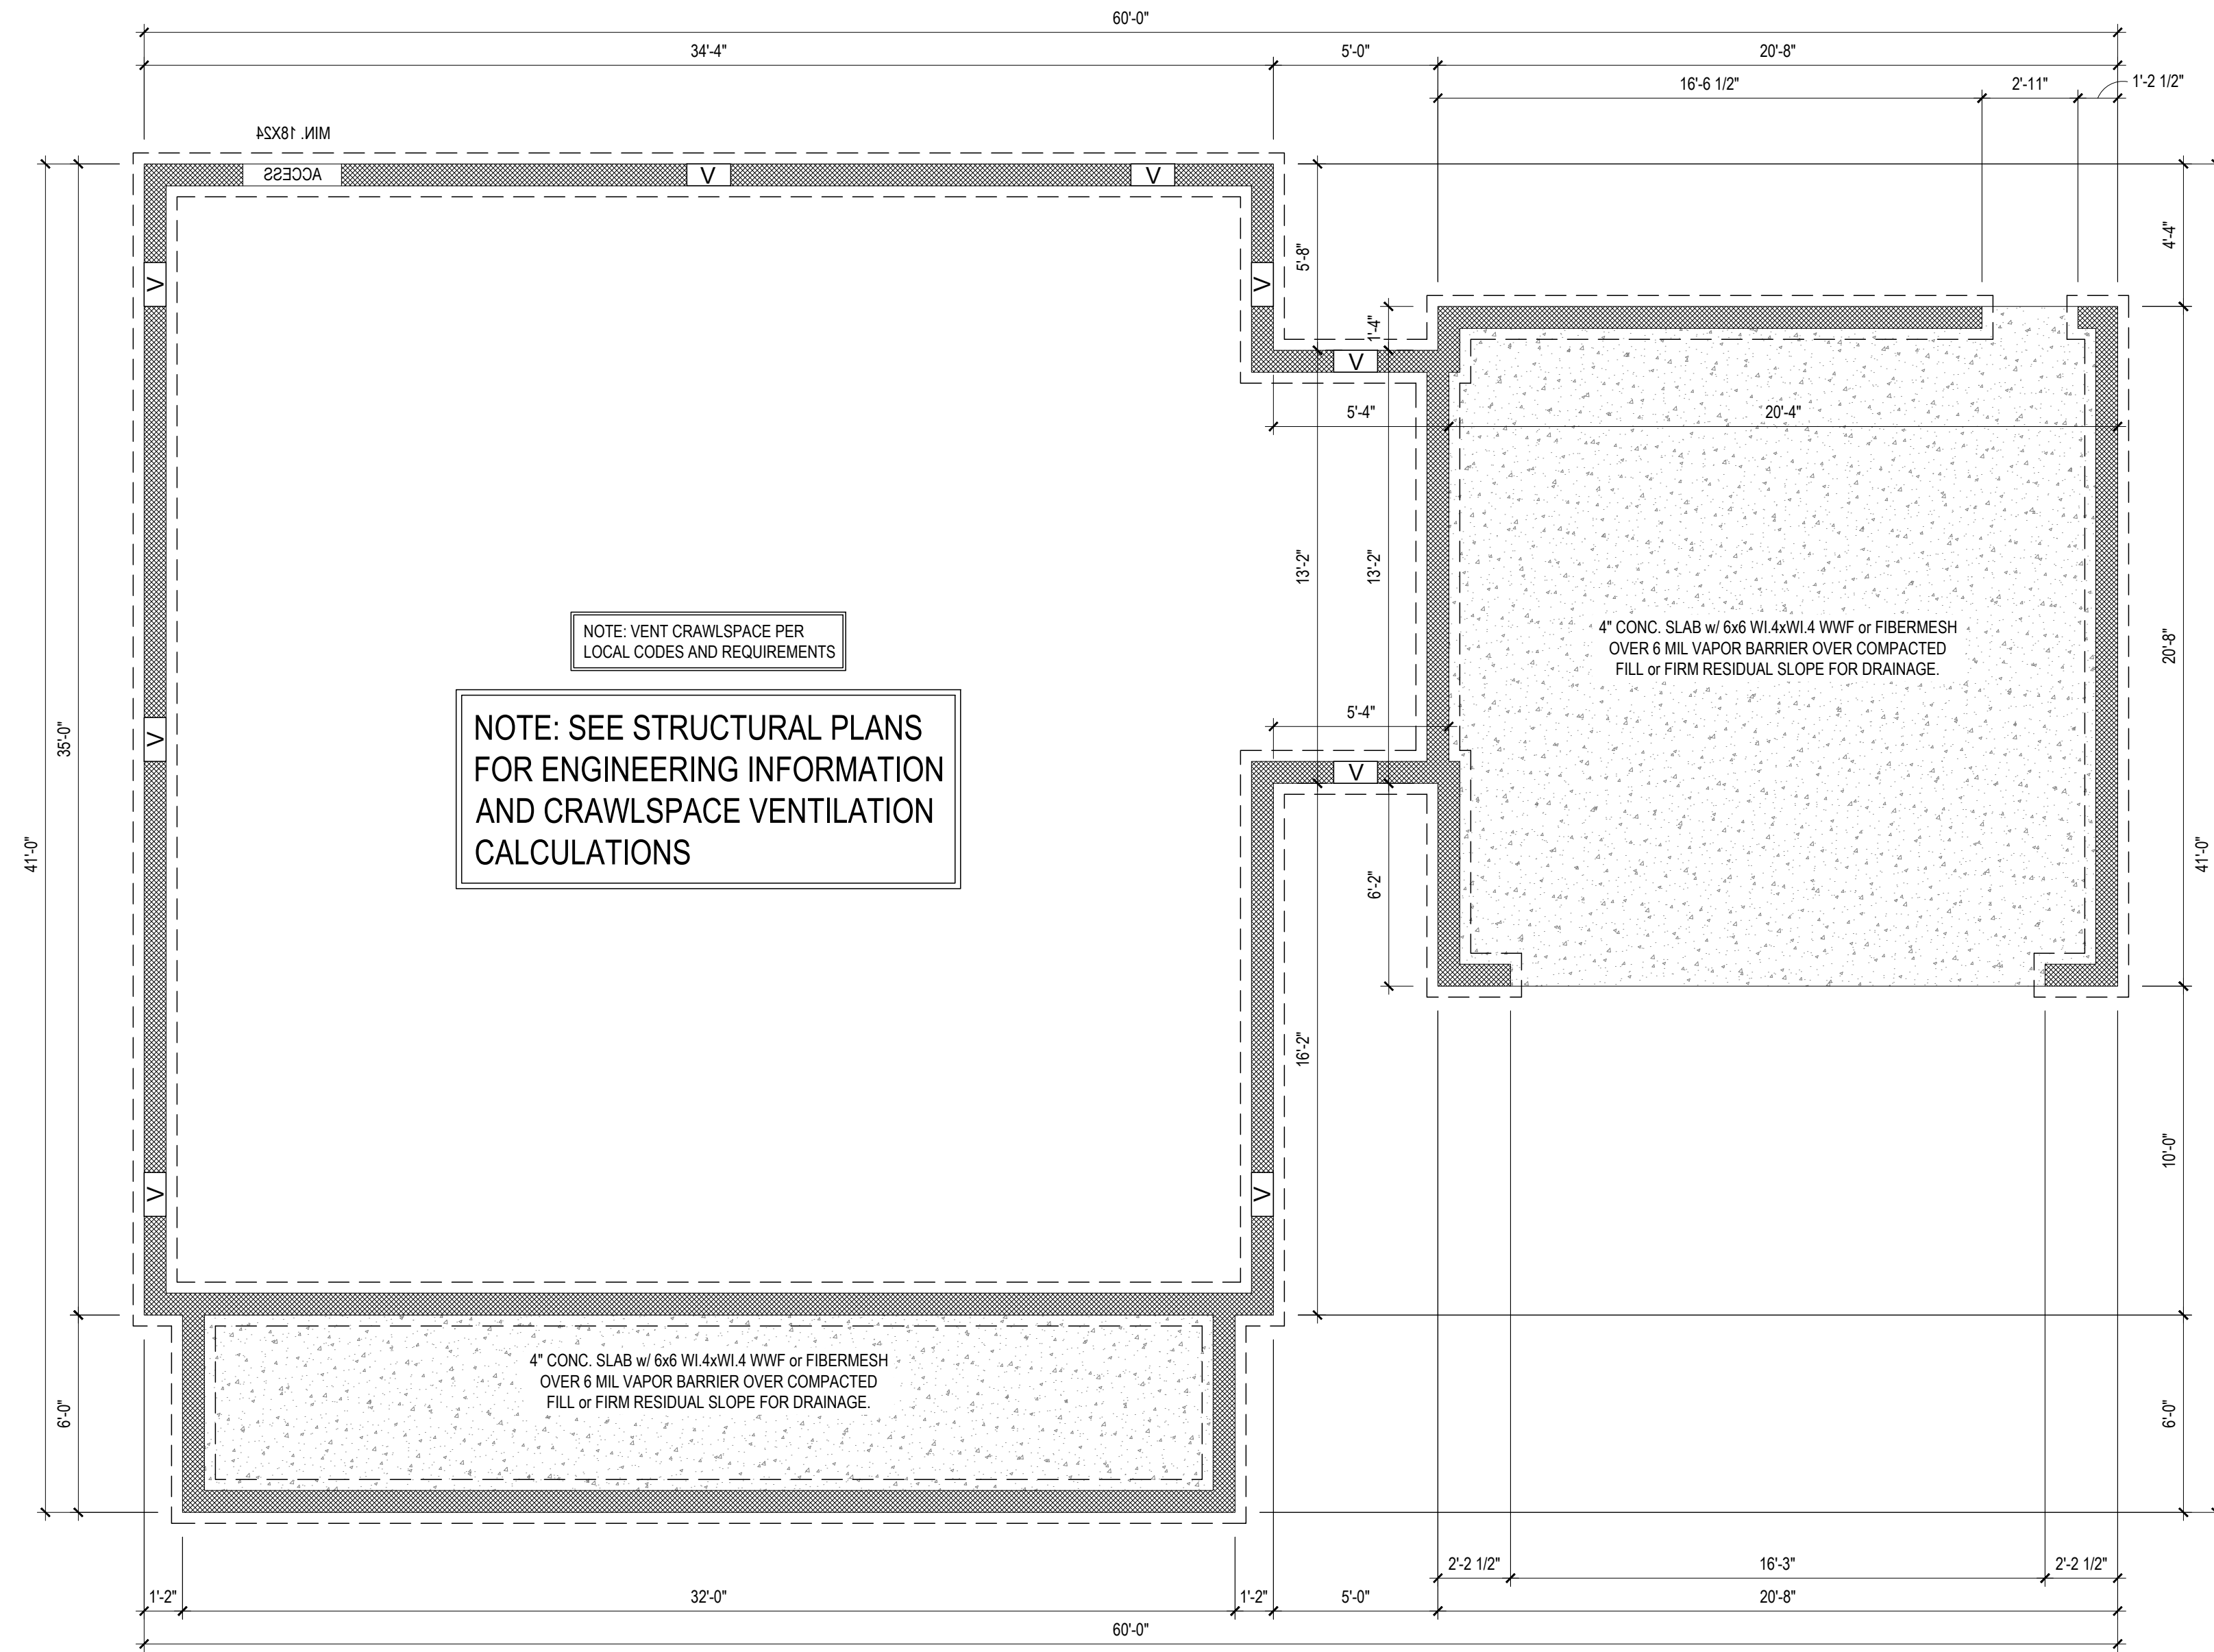 60'-0"
34'-4"
5'-0"
20'-8"
16'-6 1/2"
2'-11"
1'-2 1/2"
MIN. 18X24
ACCESS
V
V
V
V
5'-8"
4'-4"
1'-4"
V
5'-4"
20'-4"
13'-2"
13'-2"
NOTE: VENT CRAWLSPACE PER
LOCAL CODES AND REQUIREMENTS
4" CONC. SLAB w/ 6x6 WI.4xWI.4 WWF or FIBERMESH
OVER 6 MIL VAPOR BARRIER OVER COMPACTED
FILL or FIRM RESIDUAL SLOPE FOR DRAINAGE.
20'-8"
NOTE: SEE STRUCTURAL PLANS
FOR ENGINEERING INFORMATION
AND CRAWLSPACE VENTILATION
CALCULATIONS
35'-0"
V
5'-4"
V
41'-0"
6'-2"
41'-0"
16'-2"
10'-0"
V
V
4" CONC. SLAB w/ 6x6 WI.4xWI.4 WWF or FIBERMESH
OVER 6 MIL VAPOR BARRIER OVER COMPACTED
FILL or FIRM RESIDUAL SLOPE FOR DRAINAGE.
6'-0"
6'-0"
2'-2 1/2"
16'-3"
2'-2 1/2"
1'-2"
32'-0"
1'-2"
5'-0"
20'-8"
60'-0"